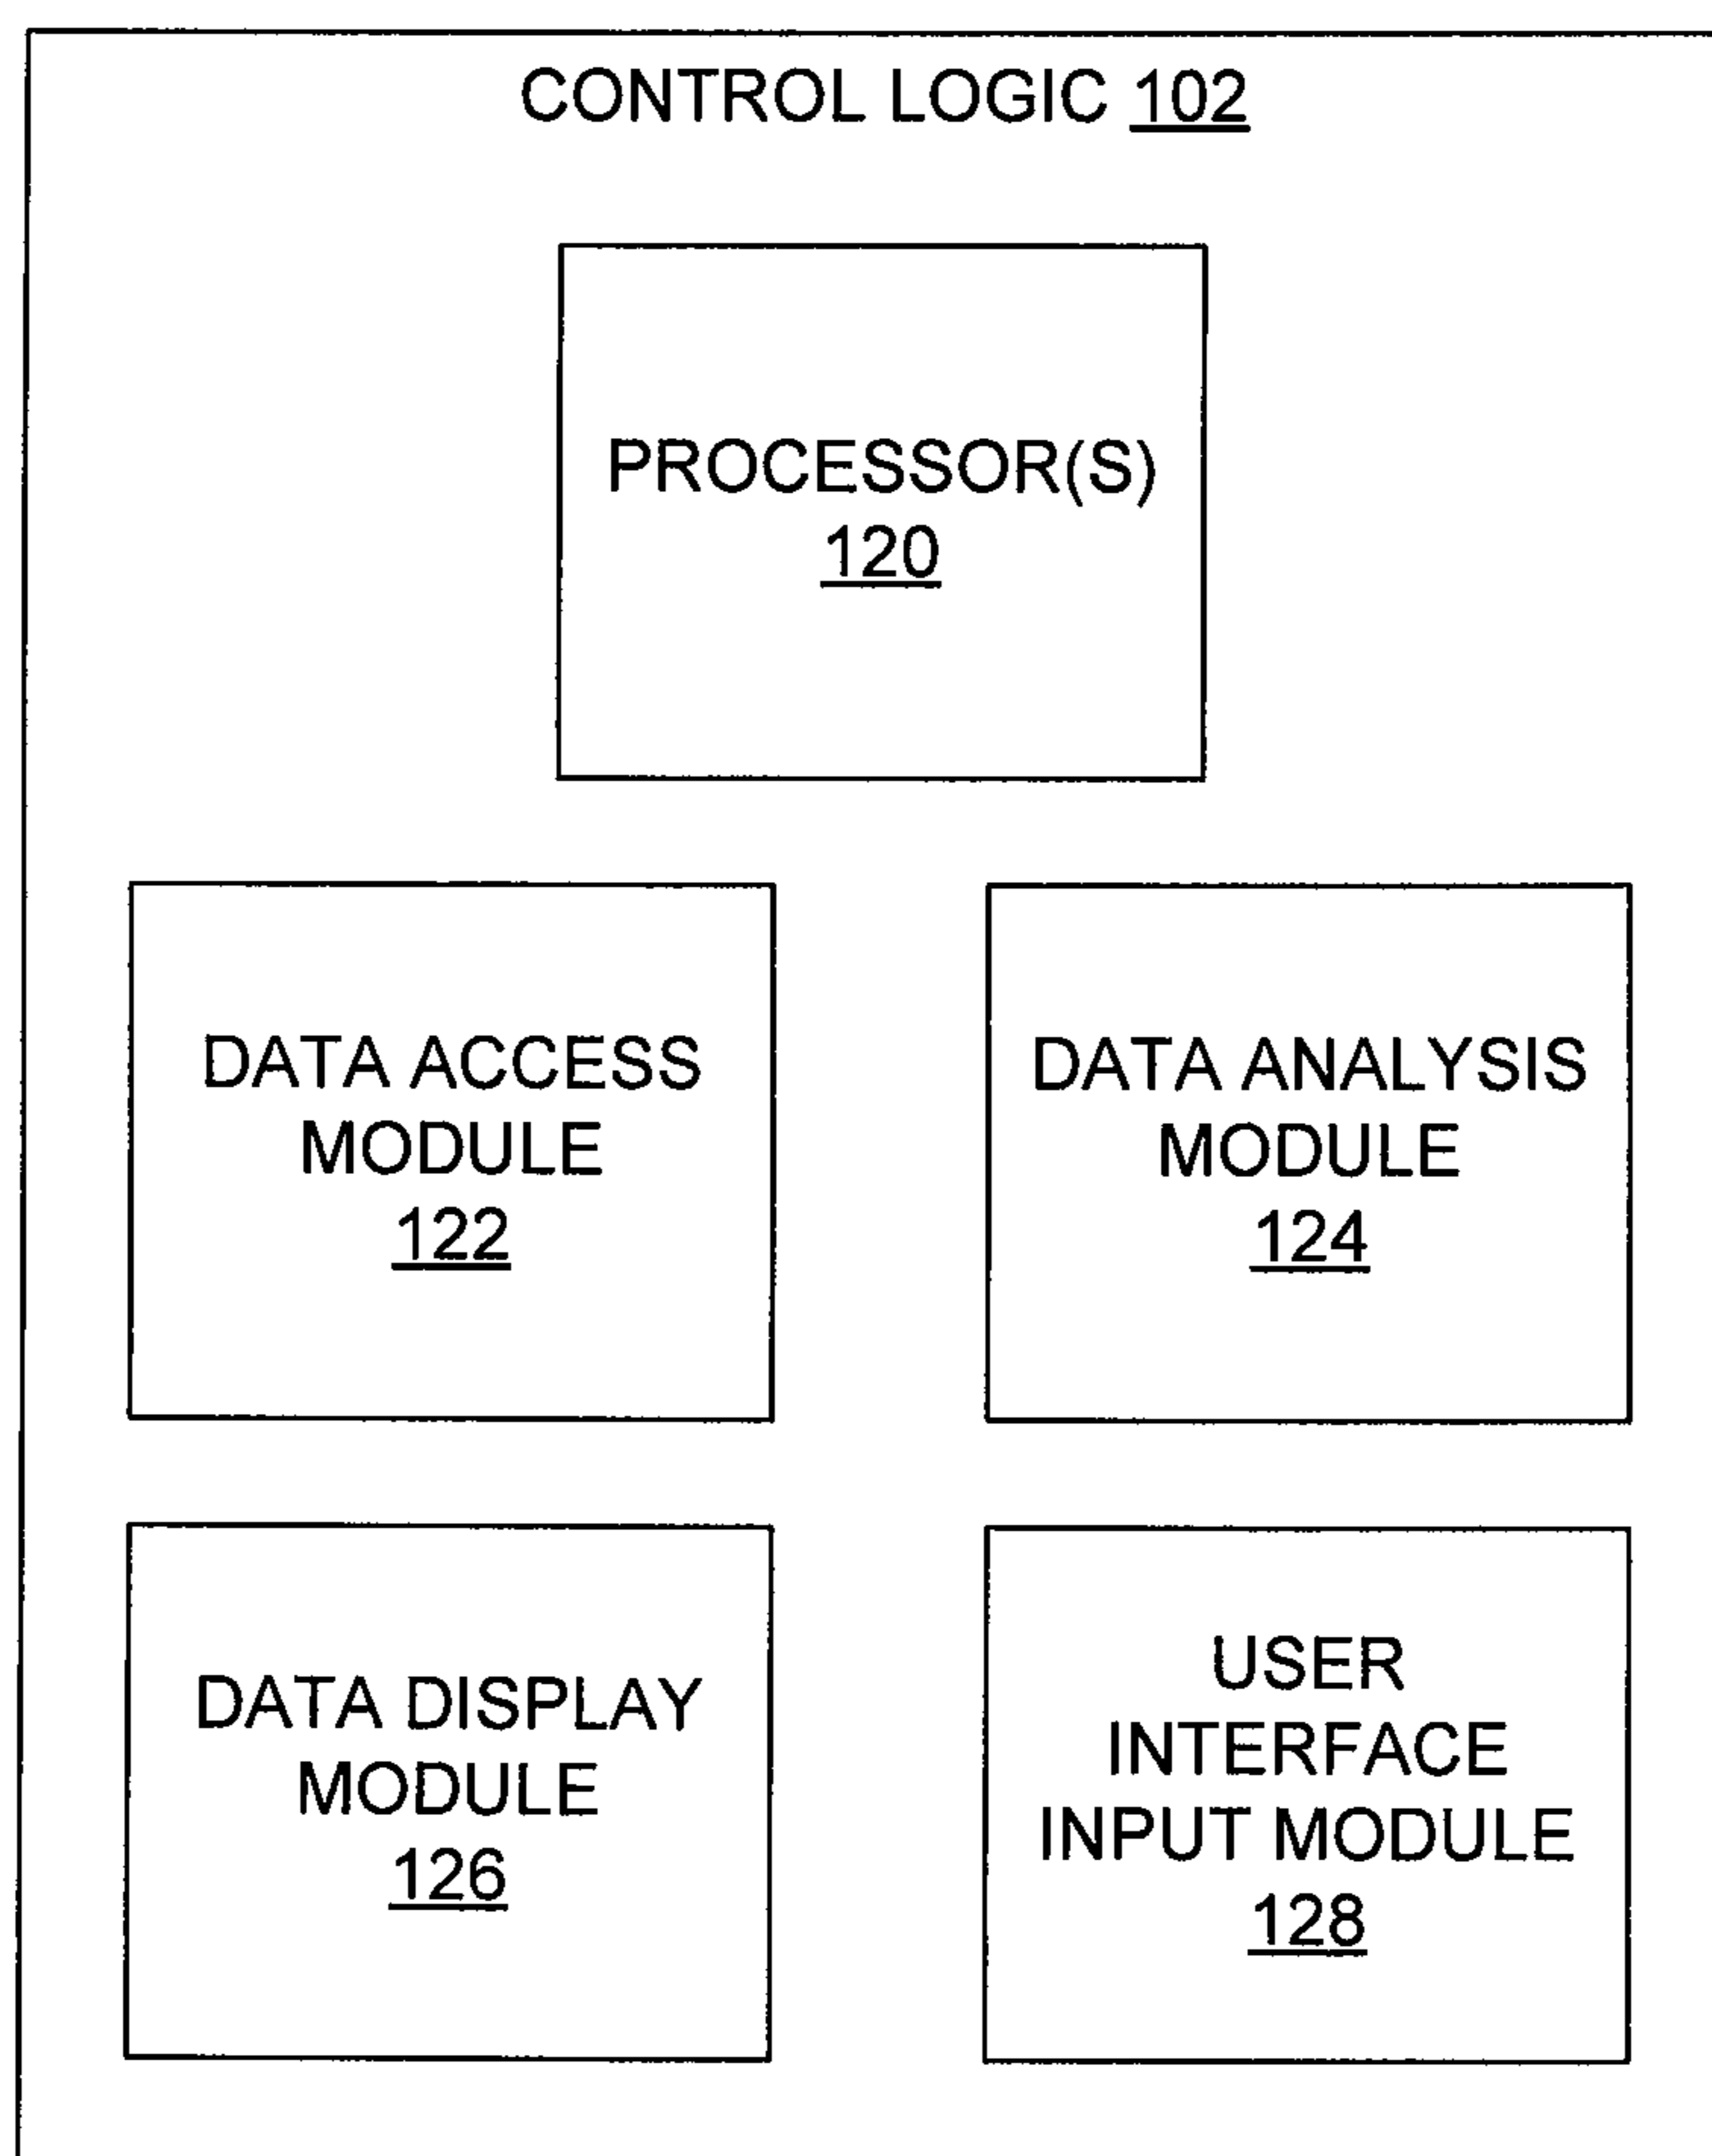 CONTROL LOGIC 102
PROCESSOR(S)
120
DATA ACCESS
MODULE
122
DATA ANALYSIS
MODULE
124
DATA DISPLAY
MODULE
126
USER
INTERFACE
INPUT MODULE
128